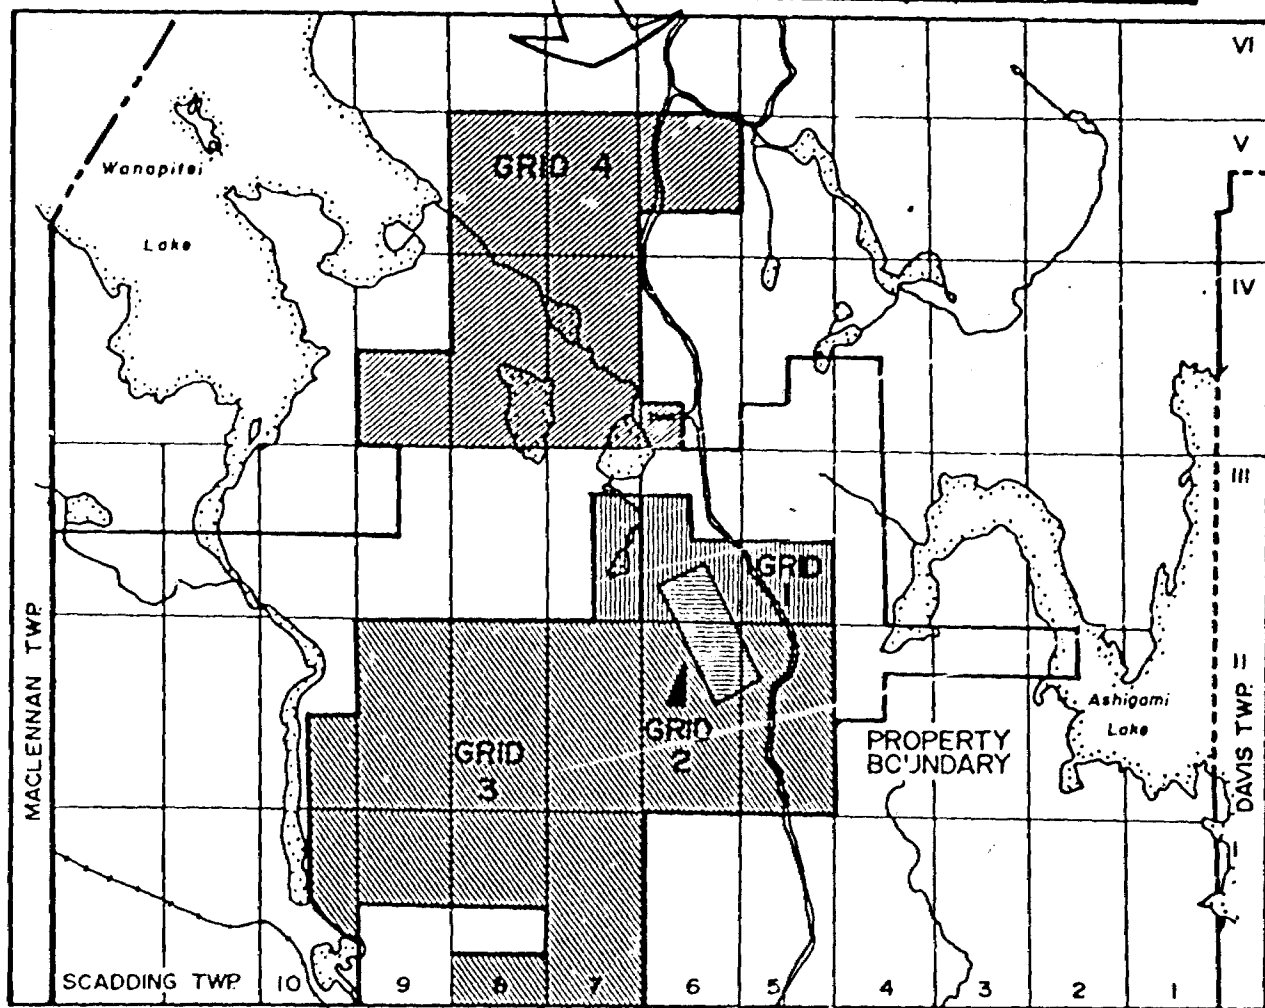 VI
V
GRID 4
Wanapitei
Lake
IV
III
GRID
1
II
Ashigami
Lake
GRID
2
GRID
3
PROPERTY
BOUNDARY
MACLENNAN TWP.
DAVIS TWP.
I
SCADDING TWP. 10 9 8 7 6 5 4 3 2 1